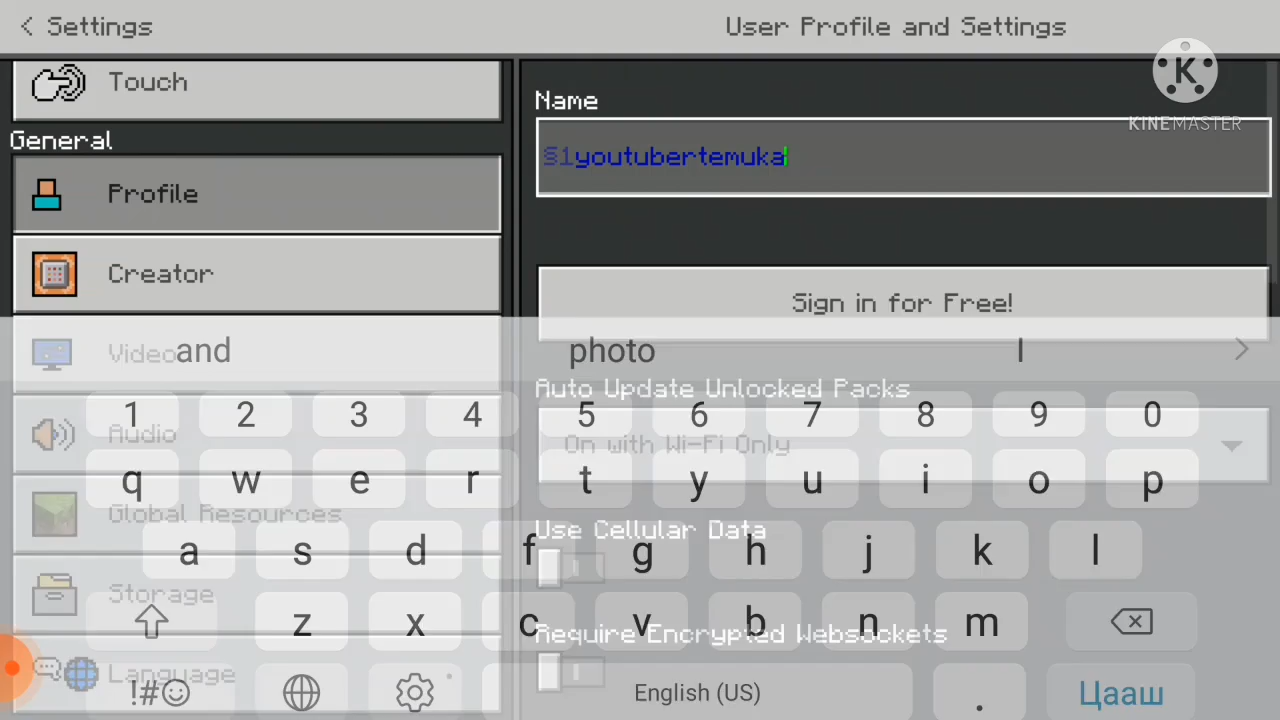 < Settings
User Profile and Settings
K
KINEMASTER
Touch
General
Profile
Creator
Video
Audio
Global Resources
Storage
Language
Name
§1youtubertemuka
Sign in for Free!
Auto Update Unlocked Packs
On with Wi-Fi Only
Use Cellular Data
Require Encrypted Websockets
and photo I >
1 2 3 4 5 6 7 8 9 0
q w e r t y u i o p
a s d f g h j k l
z x c v b n m
!#☺ English (US) . Цааш